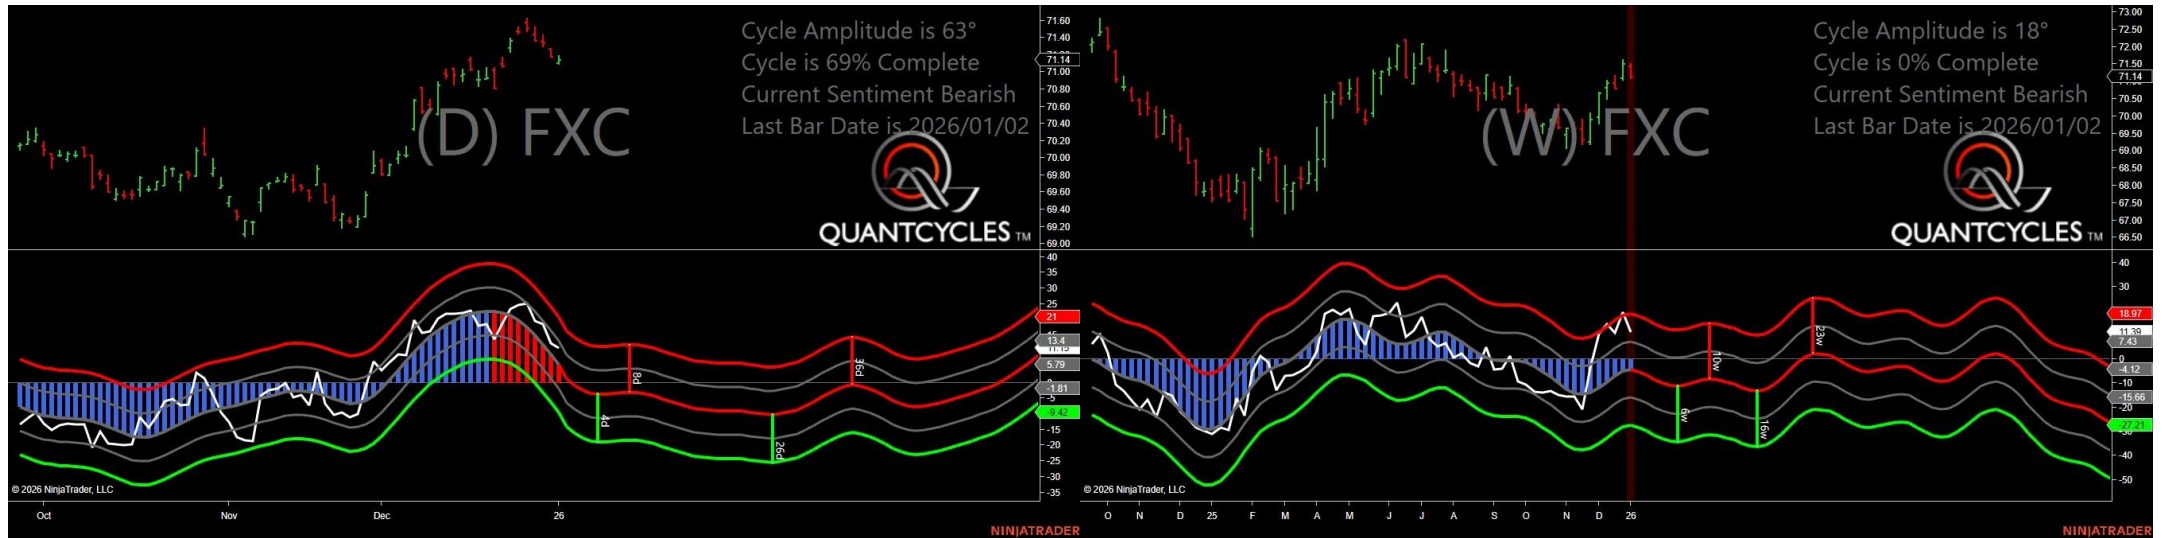 Cycle Amplitude is 63°
Cycle is 69% Complete
Current Sentiment Bearish
Last Bar Date is 2026/01/02
(D) FXC
QUANTCYCLES TM
71.60
71.40
71.14
71.00
70.80
70.60
70.40
70.20
70.00
69.80
69.60
69.40
69.20
69.00
40
35
30
25
21
13.4
11.15
5.79
-1.81
-5
-9.42
-15
-20
-25
-30
-35
4d
8d
26d
36d
© 2026 NinjaTrader, LLC
Oct Nov Dec 26
NINJATRADER
Cycle Amplitude is 18°
Cycle is 0% Complete
Current Sentiment Bearish
Last Bar Date is 2026/01/02
(W) FXC
QUANTCYCLES TM
73.00
72.50
72.00
71.50
71.14
70.50
70.00
69.50
69.00
68.50
68.00
67.50
67.00
66.50
40
30
18.97
11.39
7.43
0
-4.12
-10
-15.66
-20
-27.21
-40
-50
6w
10w
16w
23w
© 2026 NinjaTrader, LLC
O N D 25 F M A M J J A S O N D 26
NINJATRADER